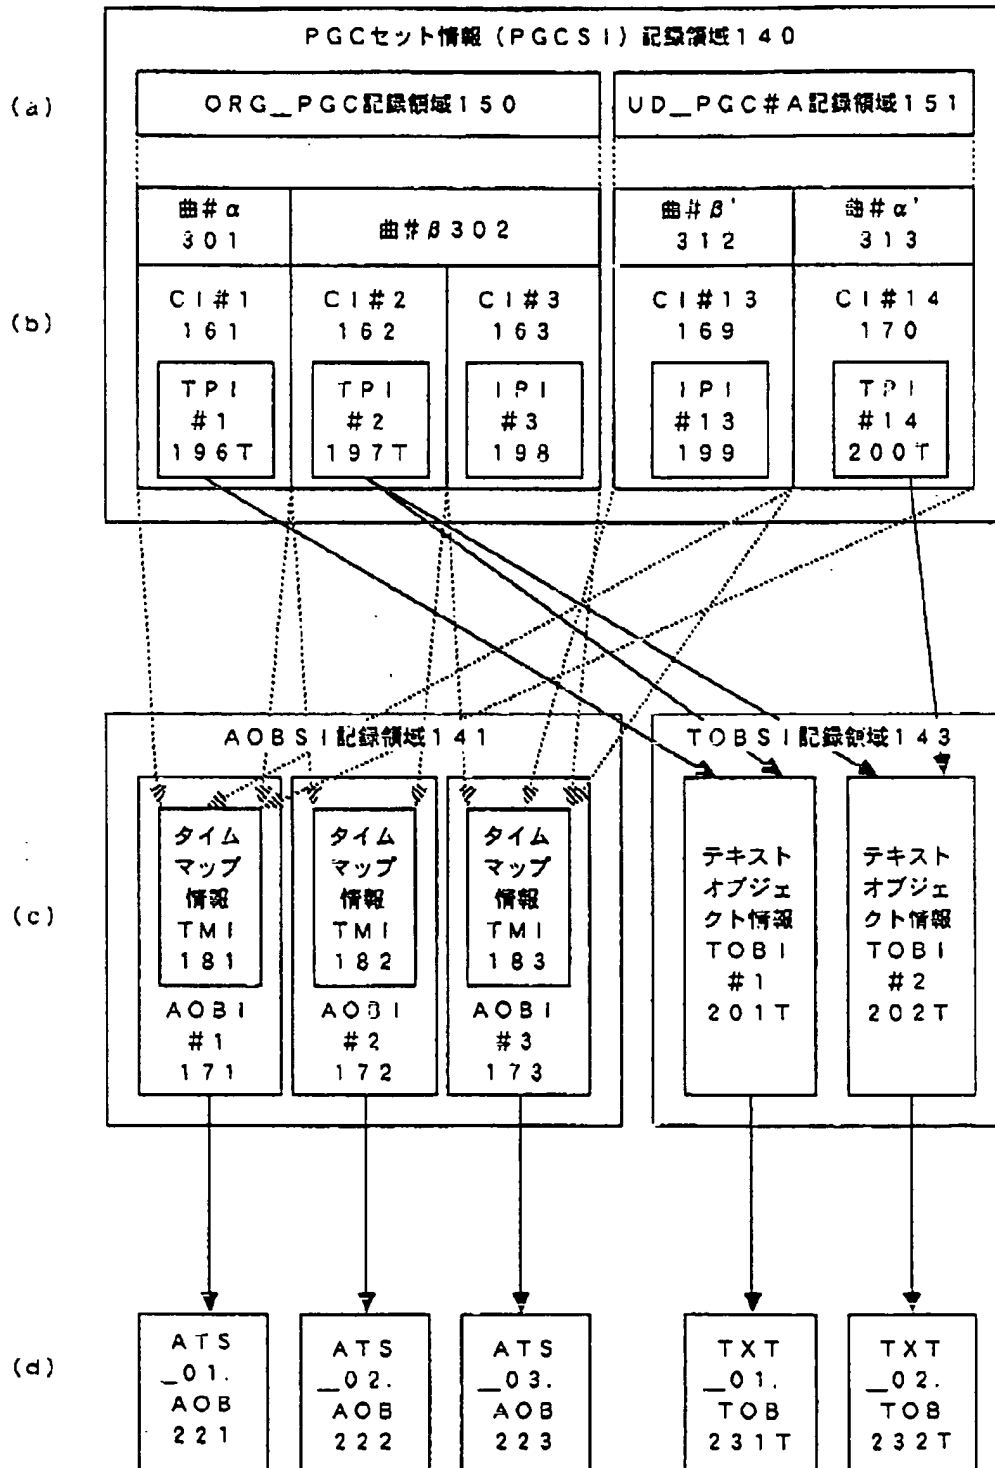 PGCセット情報(PGCSI)記録領域140
(a)
ORG__PGC記録領域150
UD__PGC#A記録領域151
曲#α
301
曲#β302
曲#β'
312
曲#α'
313
(b)
CI#1
161
CI#2
162
CI#3
163
CI#13
169
CI#14
170
TPI
#1
196T
TPI
#2
197T
IPI
#3
198
IPI
#13
199
TPI
#14
200T
AOBSI記録領域141
TOBSI記録領域143
(c)
タイム
マップ
情報
TMI
181
タイム
マップ
情報
TMI
182
タイム
マップ
情報
TMI
183
AOBI
#1
171
AOBI
#2
172
AOBI
#3
173
テキスト
オブジェ
クト情報
TOBI
#1
201T
テキスト
オブジェ
クト情報
TOBI
#2
202T
(d)
ATS
__01.
AOB
221
ATS
__02.
AOB
222
ATS
__03.
AOB
223
TXT
__01.
TOB
231T
TXT
__02.
TOB
232T